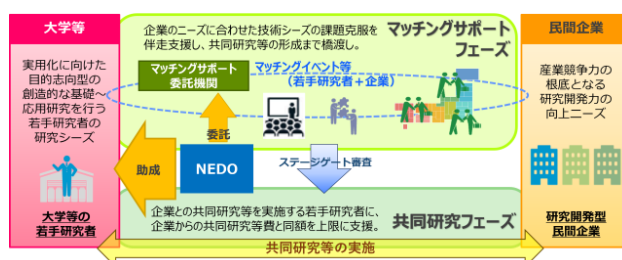 大学等
実用化に向けた
目的志向型の
創造的な基礎～
応用研究を行う
若手研究者の
研究シーズ
大学等の
若手研究者
企業のニーズに合わせた技術シーズの課題克服を
伴走支援し、共同研究等の形成まで橋渡し。
マッチングサポート
フェーズ
マッチングサポート
委託機関
マッチングイベント等
（若手研究者＋企業）
委託
助成
NEDO
ステージゲート審査
企業との共同研究等を実施する若手研究者に、
企業からの共同研究等費と同額を上限に支援。
共同研究フェーズ
民間企業
産業競争力の
根底となる
研究開発力の
向上ニーズ
研究開発型
民間企業
共同研究等の実施